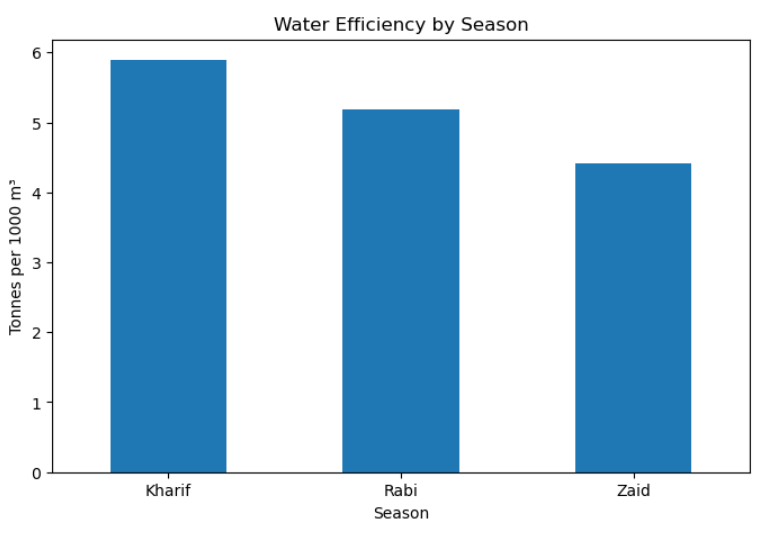 Water Efficiency by Season
Tonnes per 1000 m³
6
5
4
3
2
1
0
Kharif Rabi Zaid
Season